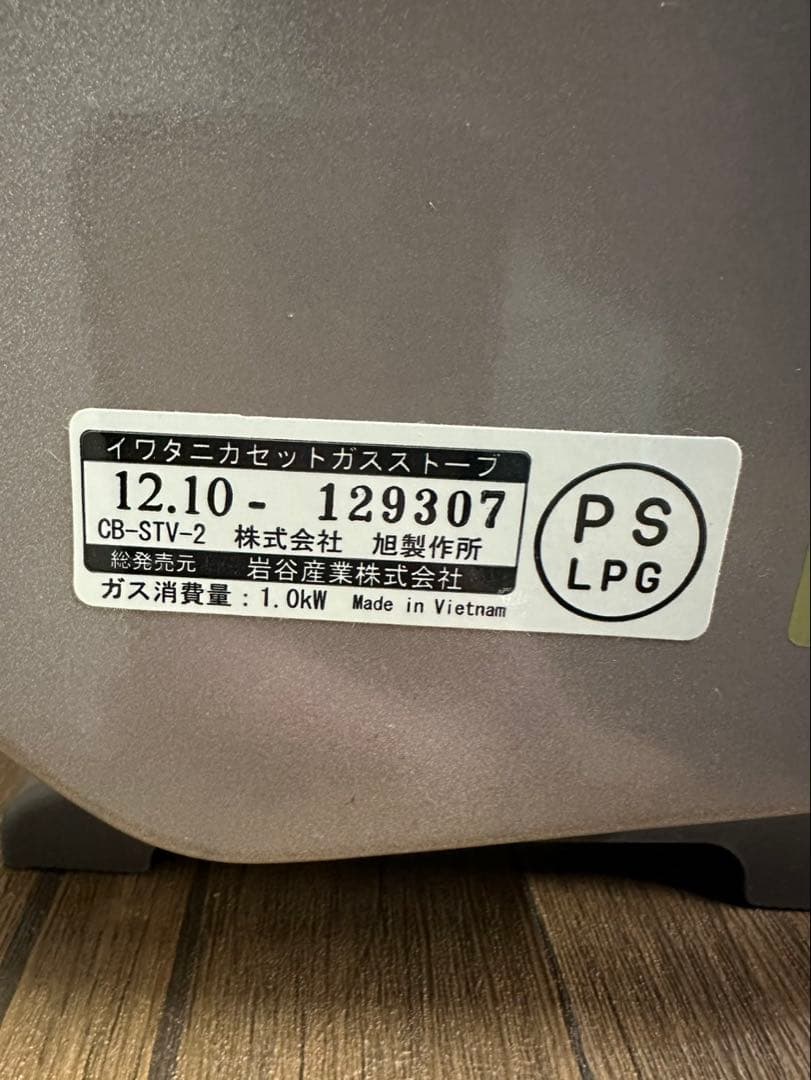 イワタニカセットガスストーブ
12.10 - 129307
CB-STV-2 株式会社 旭製作所
総発売元 岩谷産業株式会社
ガス消費量：1.0kW Made in Vietnam
PS
LPG